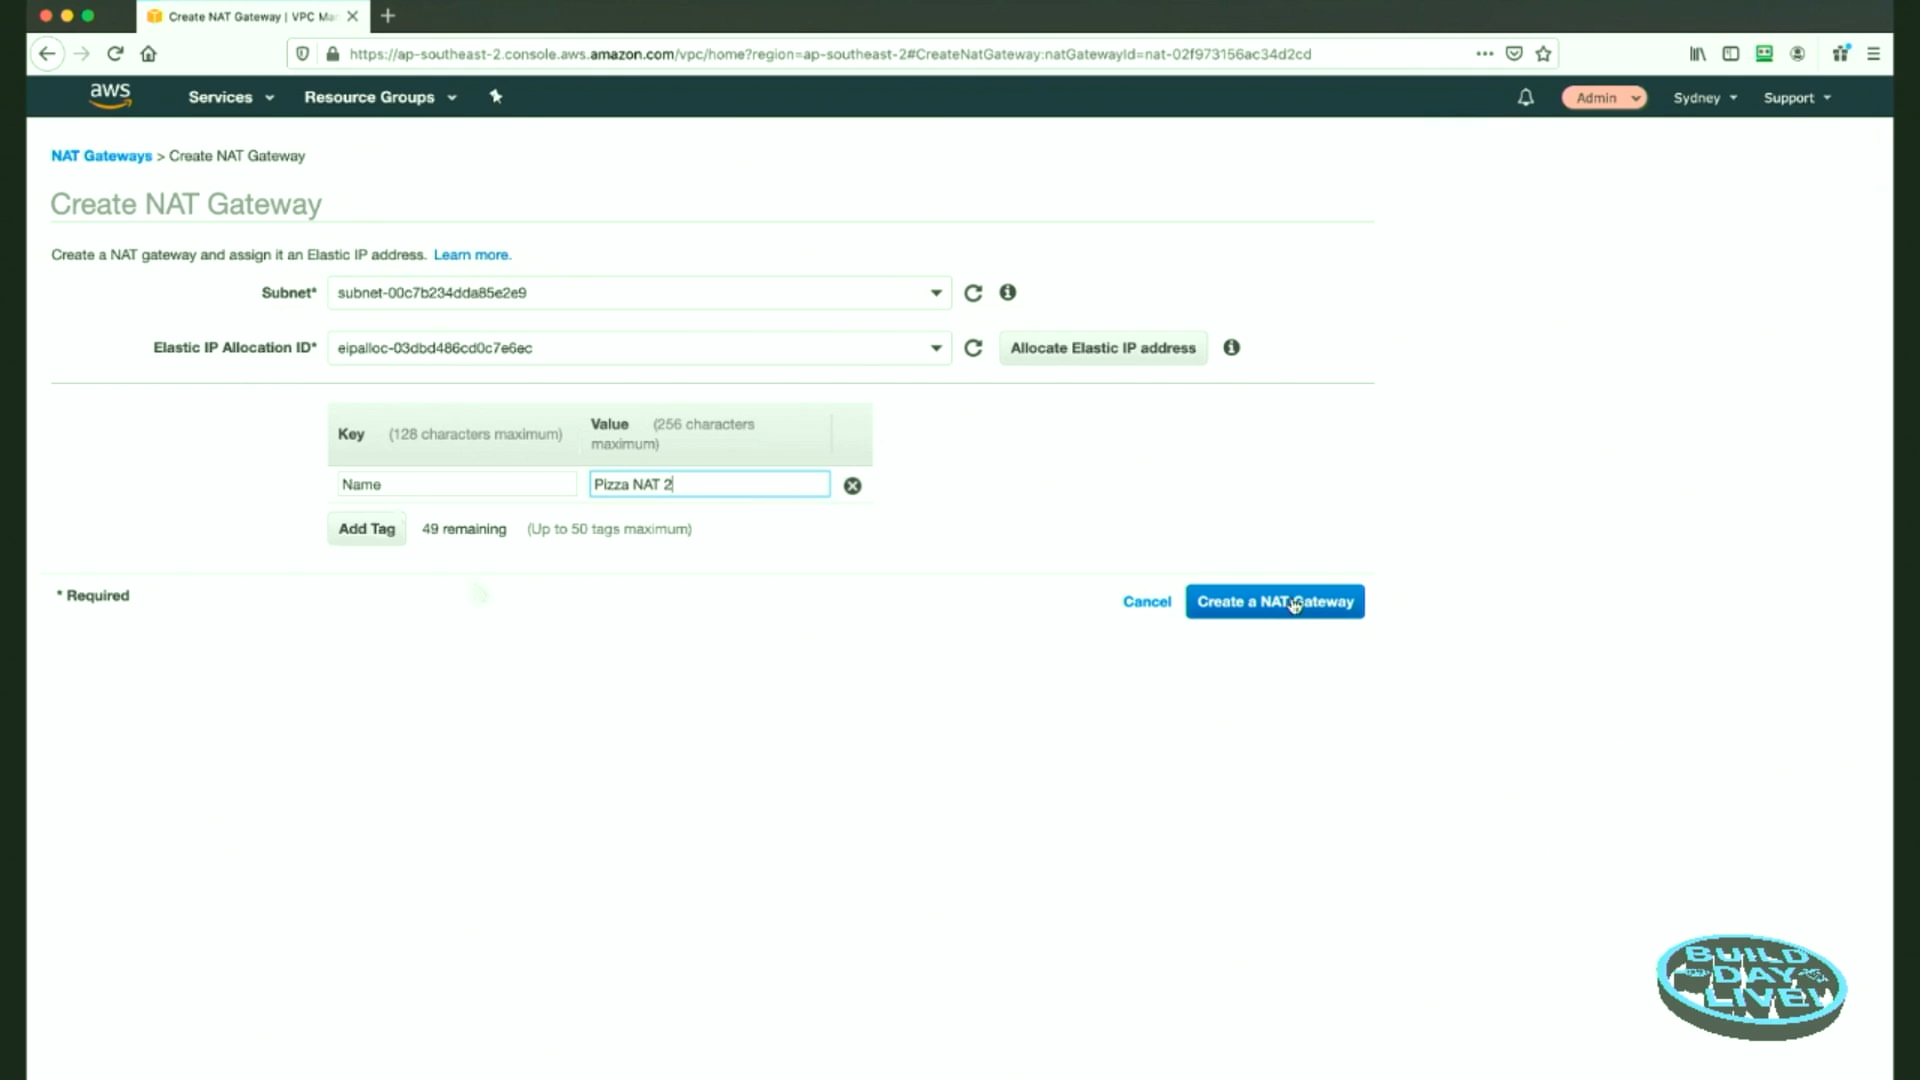 Create NAT Gateway | VPC Ma
https://ap-southeast-2.console.aws.amazon.com/vpc/home?region=ap-southeast-2#CreateNatGateway:natGatewayId=nat-02f973156ac34d2cd
aws Services Resource Groups Admin Sydney Support
NAT Gateways > Create NAT Gateway
Create NAT Gateway
Create a NAT gateway and assign it an Elastic IP address. Learn more.
Subnet* subnet-00c7b234dda85e2e9
Elastic IP Allocation ID* eipalloc-03dbd486cd0c7e6ec Allocate Elastic IP address
Key (128 characters maximum) Value (256 characters
maximum)
Name Pizza NAT 2
Add Tag 49 remaining (Up to 50 tags maximum)
* Required Cancel Create a NAT Gateway
BUILD
DAY
LIVE!